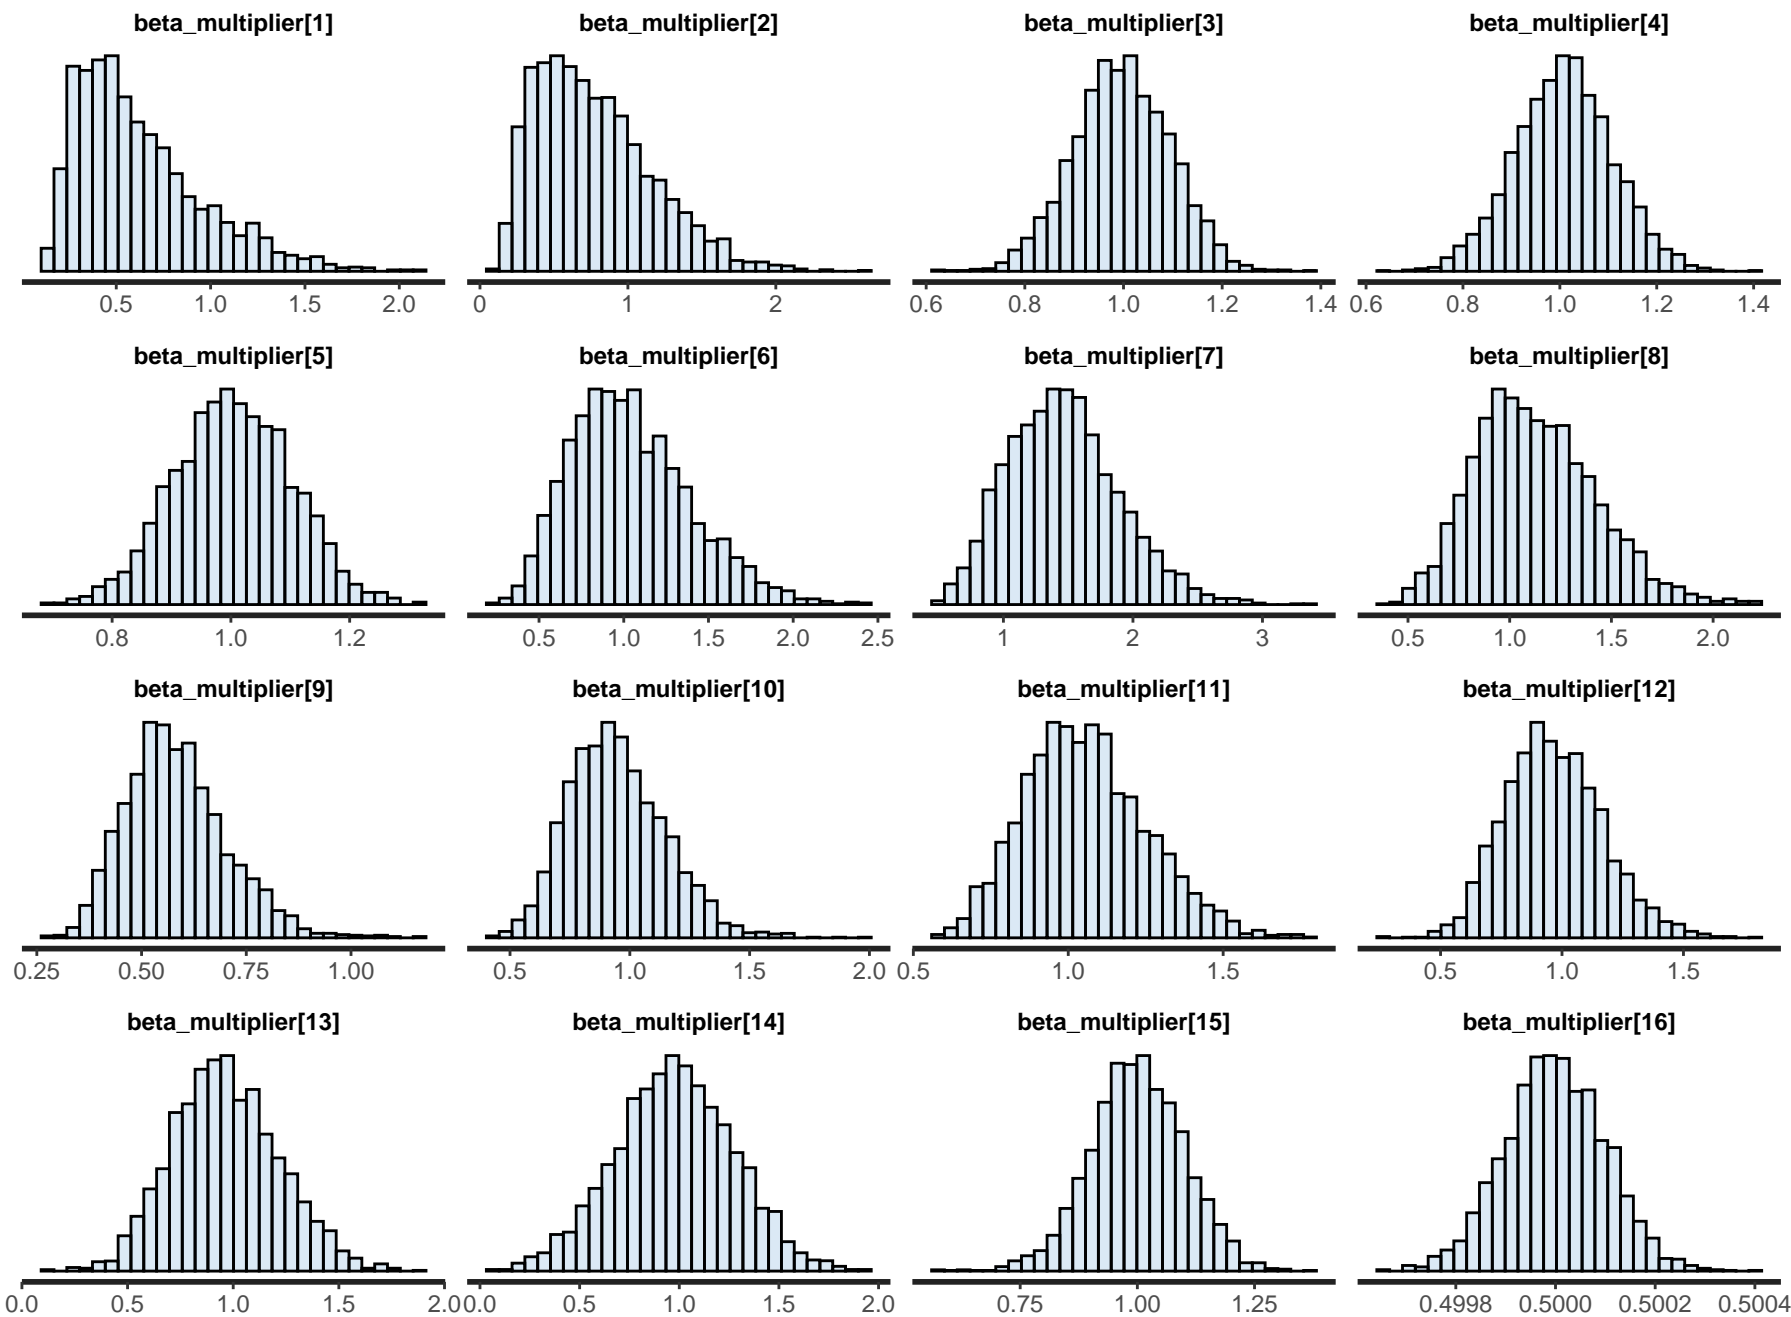 beta_multiplier[1] beta_multiplier[2] beta_multiplier[3] beta_multiplier[4]
0.5 1.0 1.5 2.0 0 1 2 0.6 0.8 1.0 1.2 1.4 0.6 0.8 1.0 1.2 1.4
beta_multiplier[5] beta_multiplier[6] beta_multiplier[7] beta_multiplier[8]
0.8 1.0 1.2 0.5 1.0 1.5 2.0 2.5 1 2 3 0.5 1.0 1.5 2.0
beta_multiplier[9] beta_multiplier[10] beta_multiplier[11] beta_multiplier[12]
0.25 0.50 0.75 1.00 0.5 1.0 1.5 2.0 0.5 1.0 1.5 0.5 1.0 1.5
beta_multiplier[13] beta_multiplier[14] beta_multiplier[15] beta_multiplier[16]
0.0 0.5 1.0 1.5 2.0 0.0 0.5 1.0 1.5 2.0 0.75 1.00 1.25 0.4998 0.5000 0.5002 0.5004